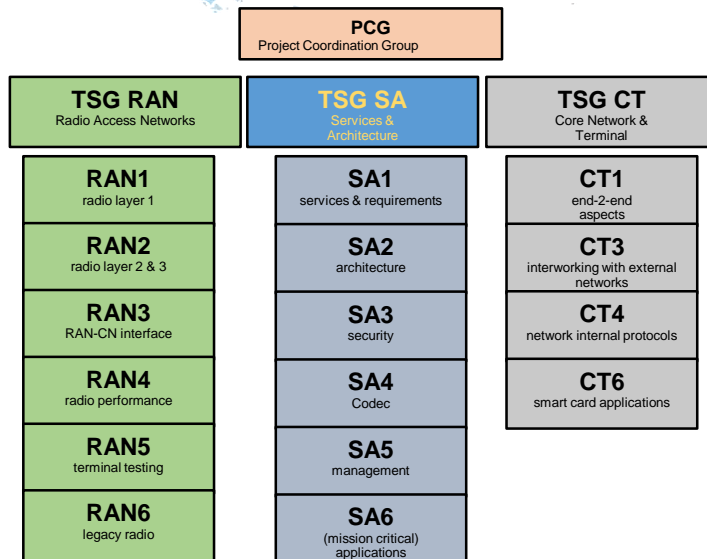 PCG
Project Coordination Group
TSG RAN
Radio Access Networks
TSG SA
Services &
Architecture
TSG CT
Core Network &
Terminal
RAN1
radio layer 1
RAN2
radio layer 2 & 3
RAN3
RAN-CN interface
RAN4
radio performance
RAN5
terminal testing
RAN6
legacy radio
SA1
services & requirements
SA2
architecture
SA3
security
SA4
Codec
SA5
management
SA6
(mission critical)
applications
CT1
end-2-end
aspects
CT3
interworking with external
networks
CT4
network internal protocols
CT6
smart card applications